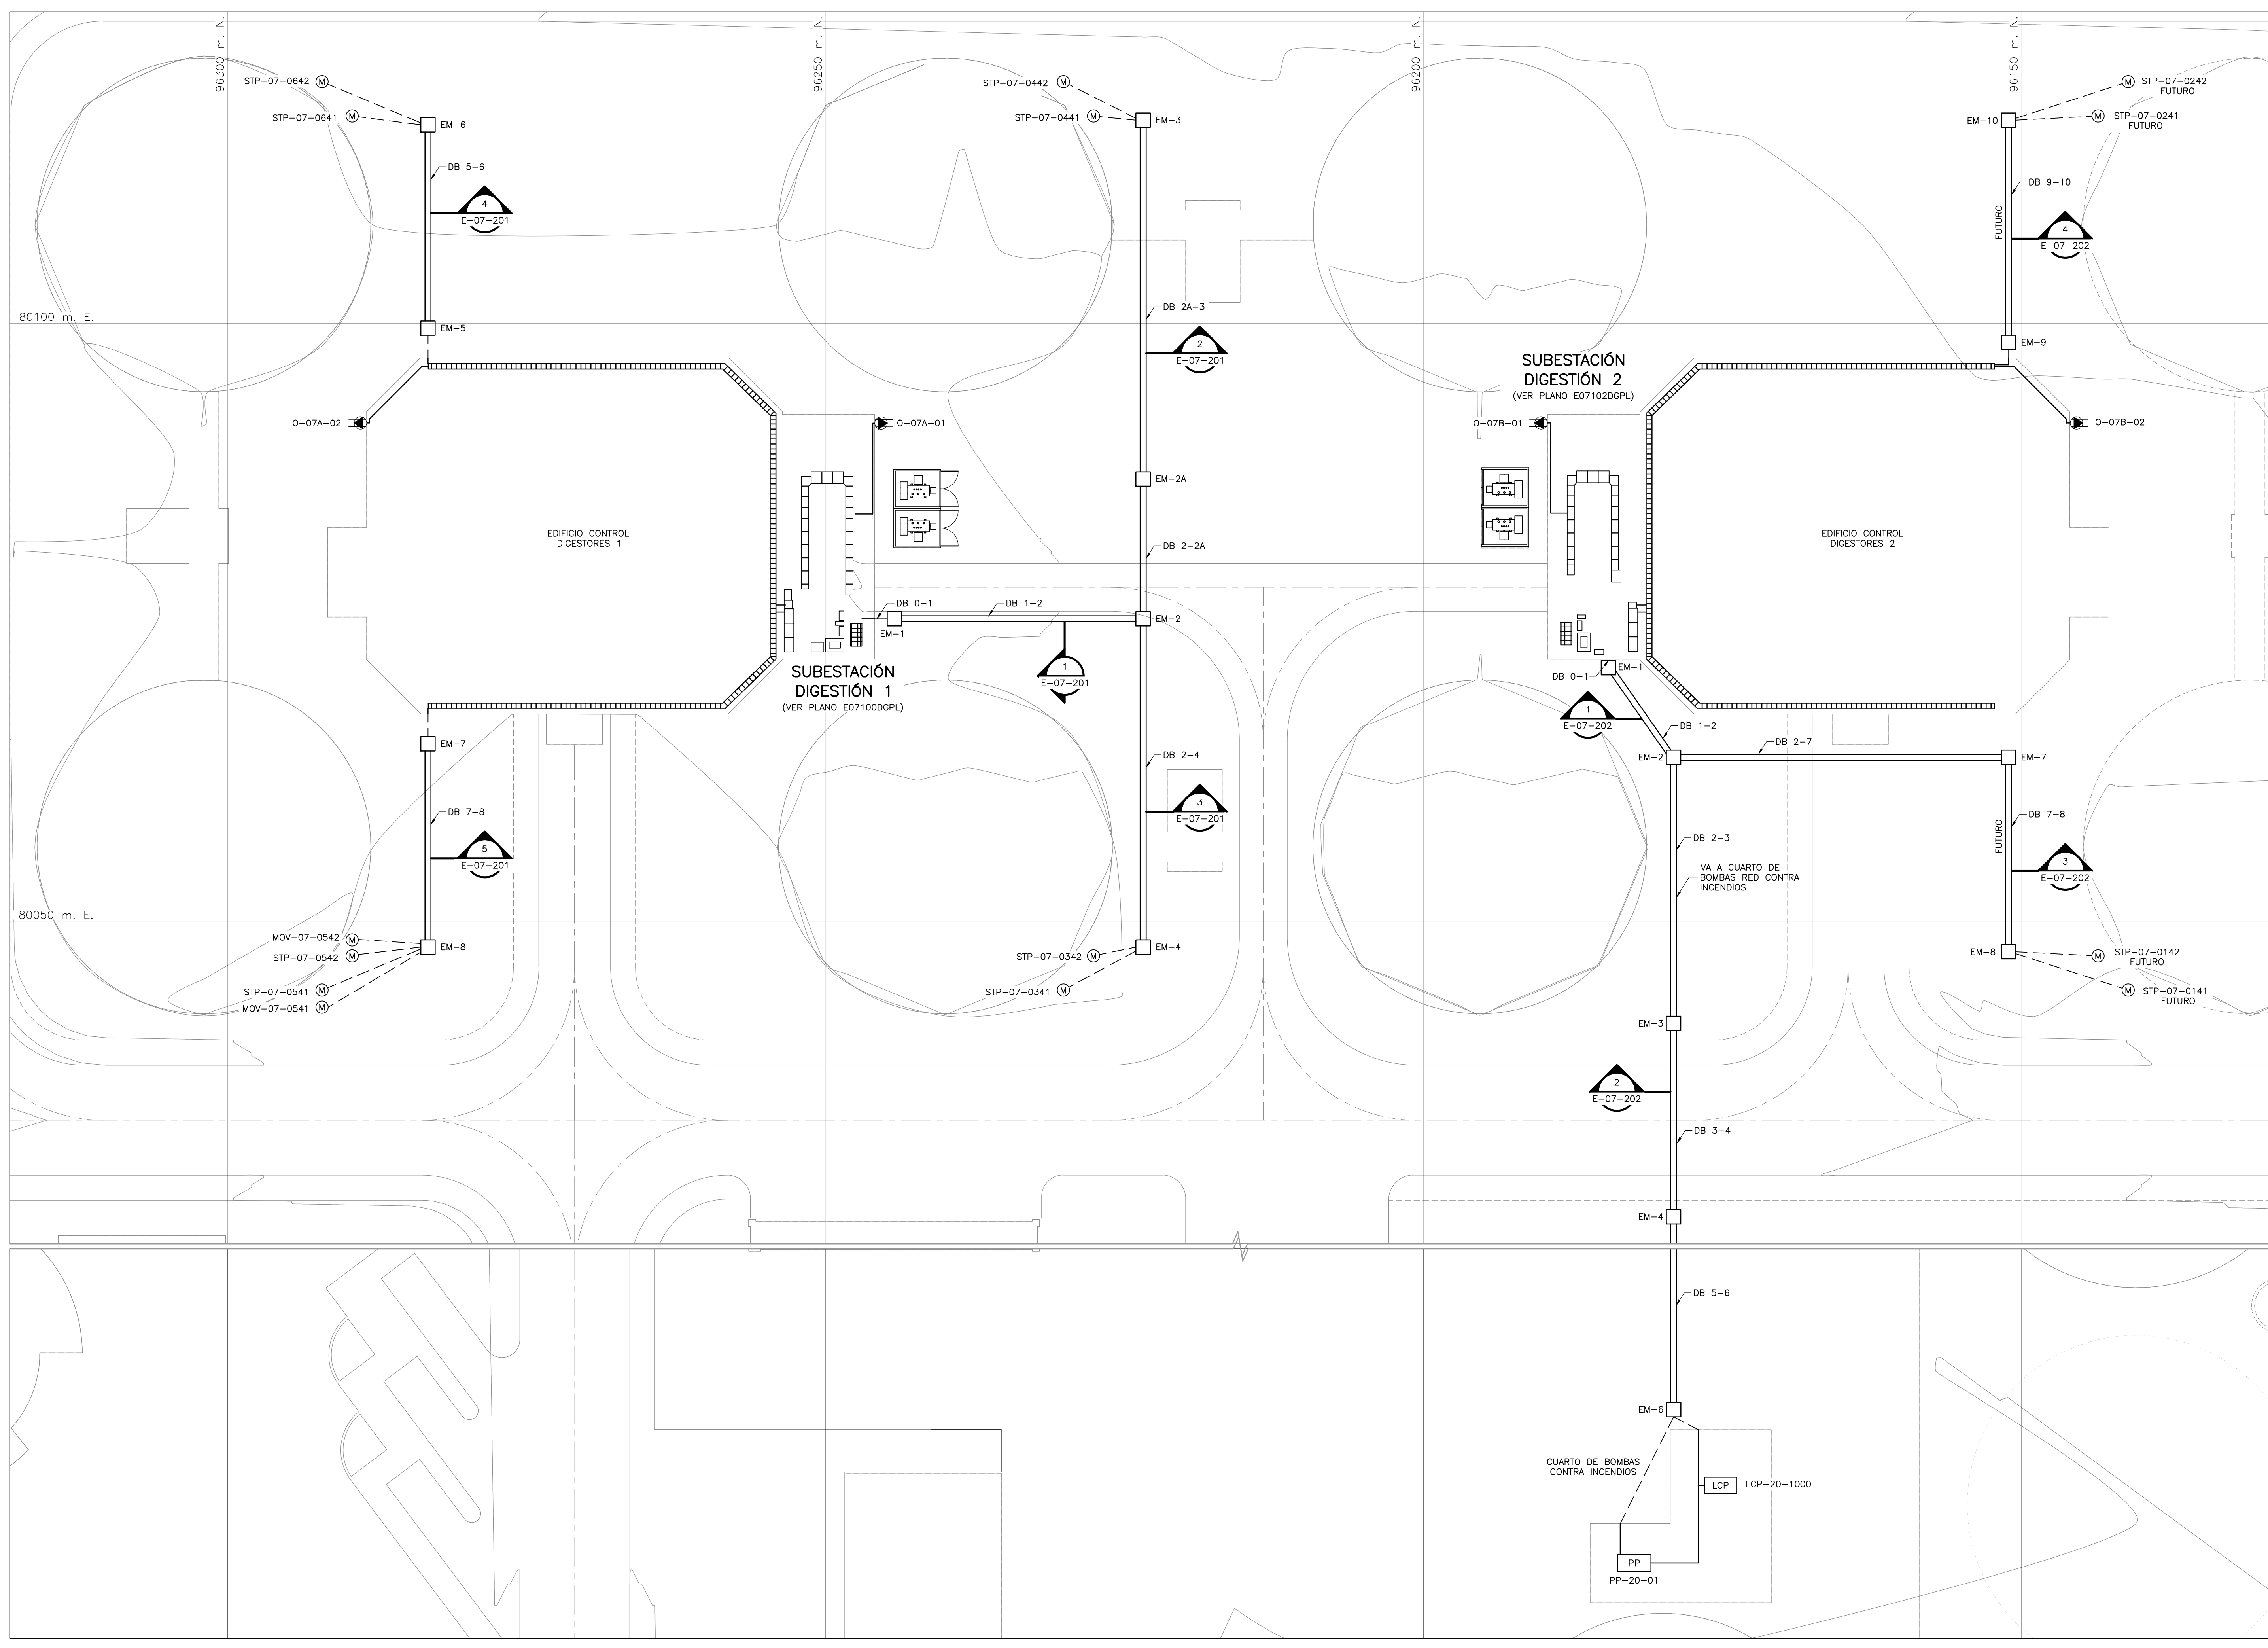 96300 m. N.
96250 m. N.
96200 m. N.
96150 m. N.
STP-07-0642
M
STP-07-0641
M
EM-6
DB 5-6
4
E-07-201
STP-07-0442
M
STP-07-0441
M
EM-3
DB 2A-3
2
E-07-201
M
STP-07-0242
FUTURO
M
STP-07-0241
FUTURO
EM-10
DB 9-10
FUTURO
4
E-07-202
80100 m. E.
EM-5
EM-9
SUBESTACIÓN
DIGESTIÓN 2
(VER PLANO E07102DGPL)
O-07A-02
O-07A-01
O-07B-01
O-07B-02
EM-2A
EDIFICIO CONTROL
DIGESTORES 1
DB 2-2A
EDIFICIO CONTROL
DIGESTORES 2
DB 0-1
DB 1-2
EM-1
EM-2
1
E-07-201
SUBESTACIÓN
DIGESTIÓN 1
(VER PLANO E07100DGPL)
EM-1
DB 0-1
1
E-07-202
DB 1-2
EM-7
DB 2-4
EM-2
DB 2-7
EM-7
DB 7-8
3
E-07-201
DB 2-3
DB 7-8
FUTURO
5
E-07-201
VA A CUARTO DE
BOMBAS RED CONTRA
INCENDIOS
3
E-07-202
80050 m. E.
MOV-07-0542
M
STP-07-0542
M
EM-8
STP-07-0541
M
MOV-07-0541
M
STP-07-0342
M
EM-4
STP-07-0341
M
EM-8
M
STP-07-0142
FUTURO
M
STP-07-0141
FUTURO
EM-3
2
E-07-202
DB 3-4
EM-4
DB 5-6
EM-6
CUARTO DE BOMBAS
CONTRA INCENDIOS
LCP
LCP-20-1000
PP
PP-20-01